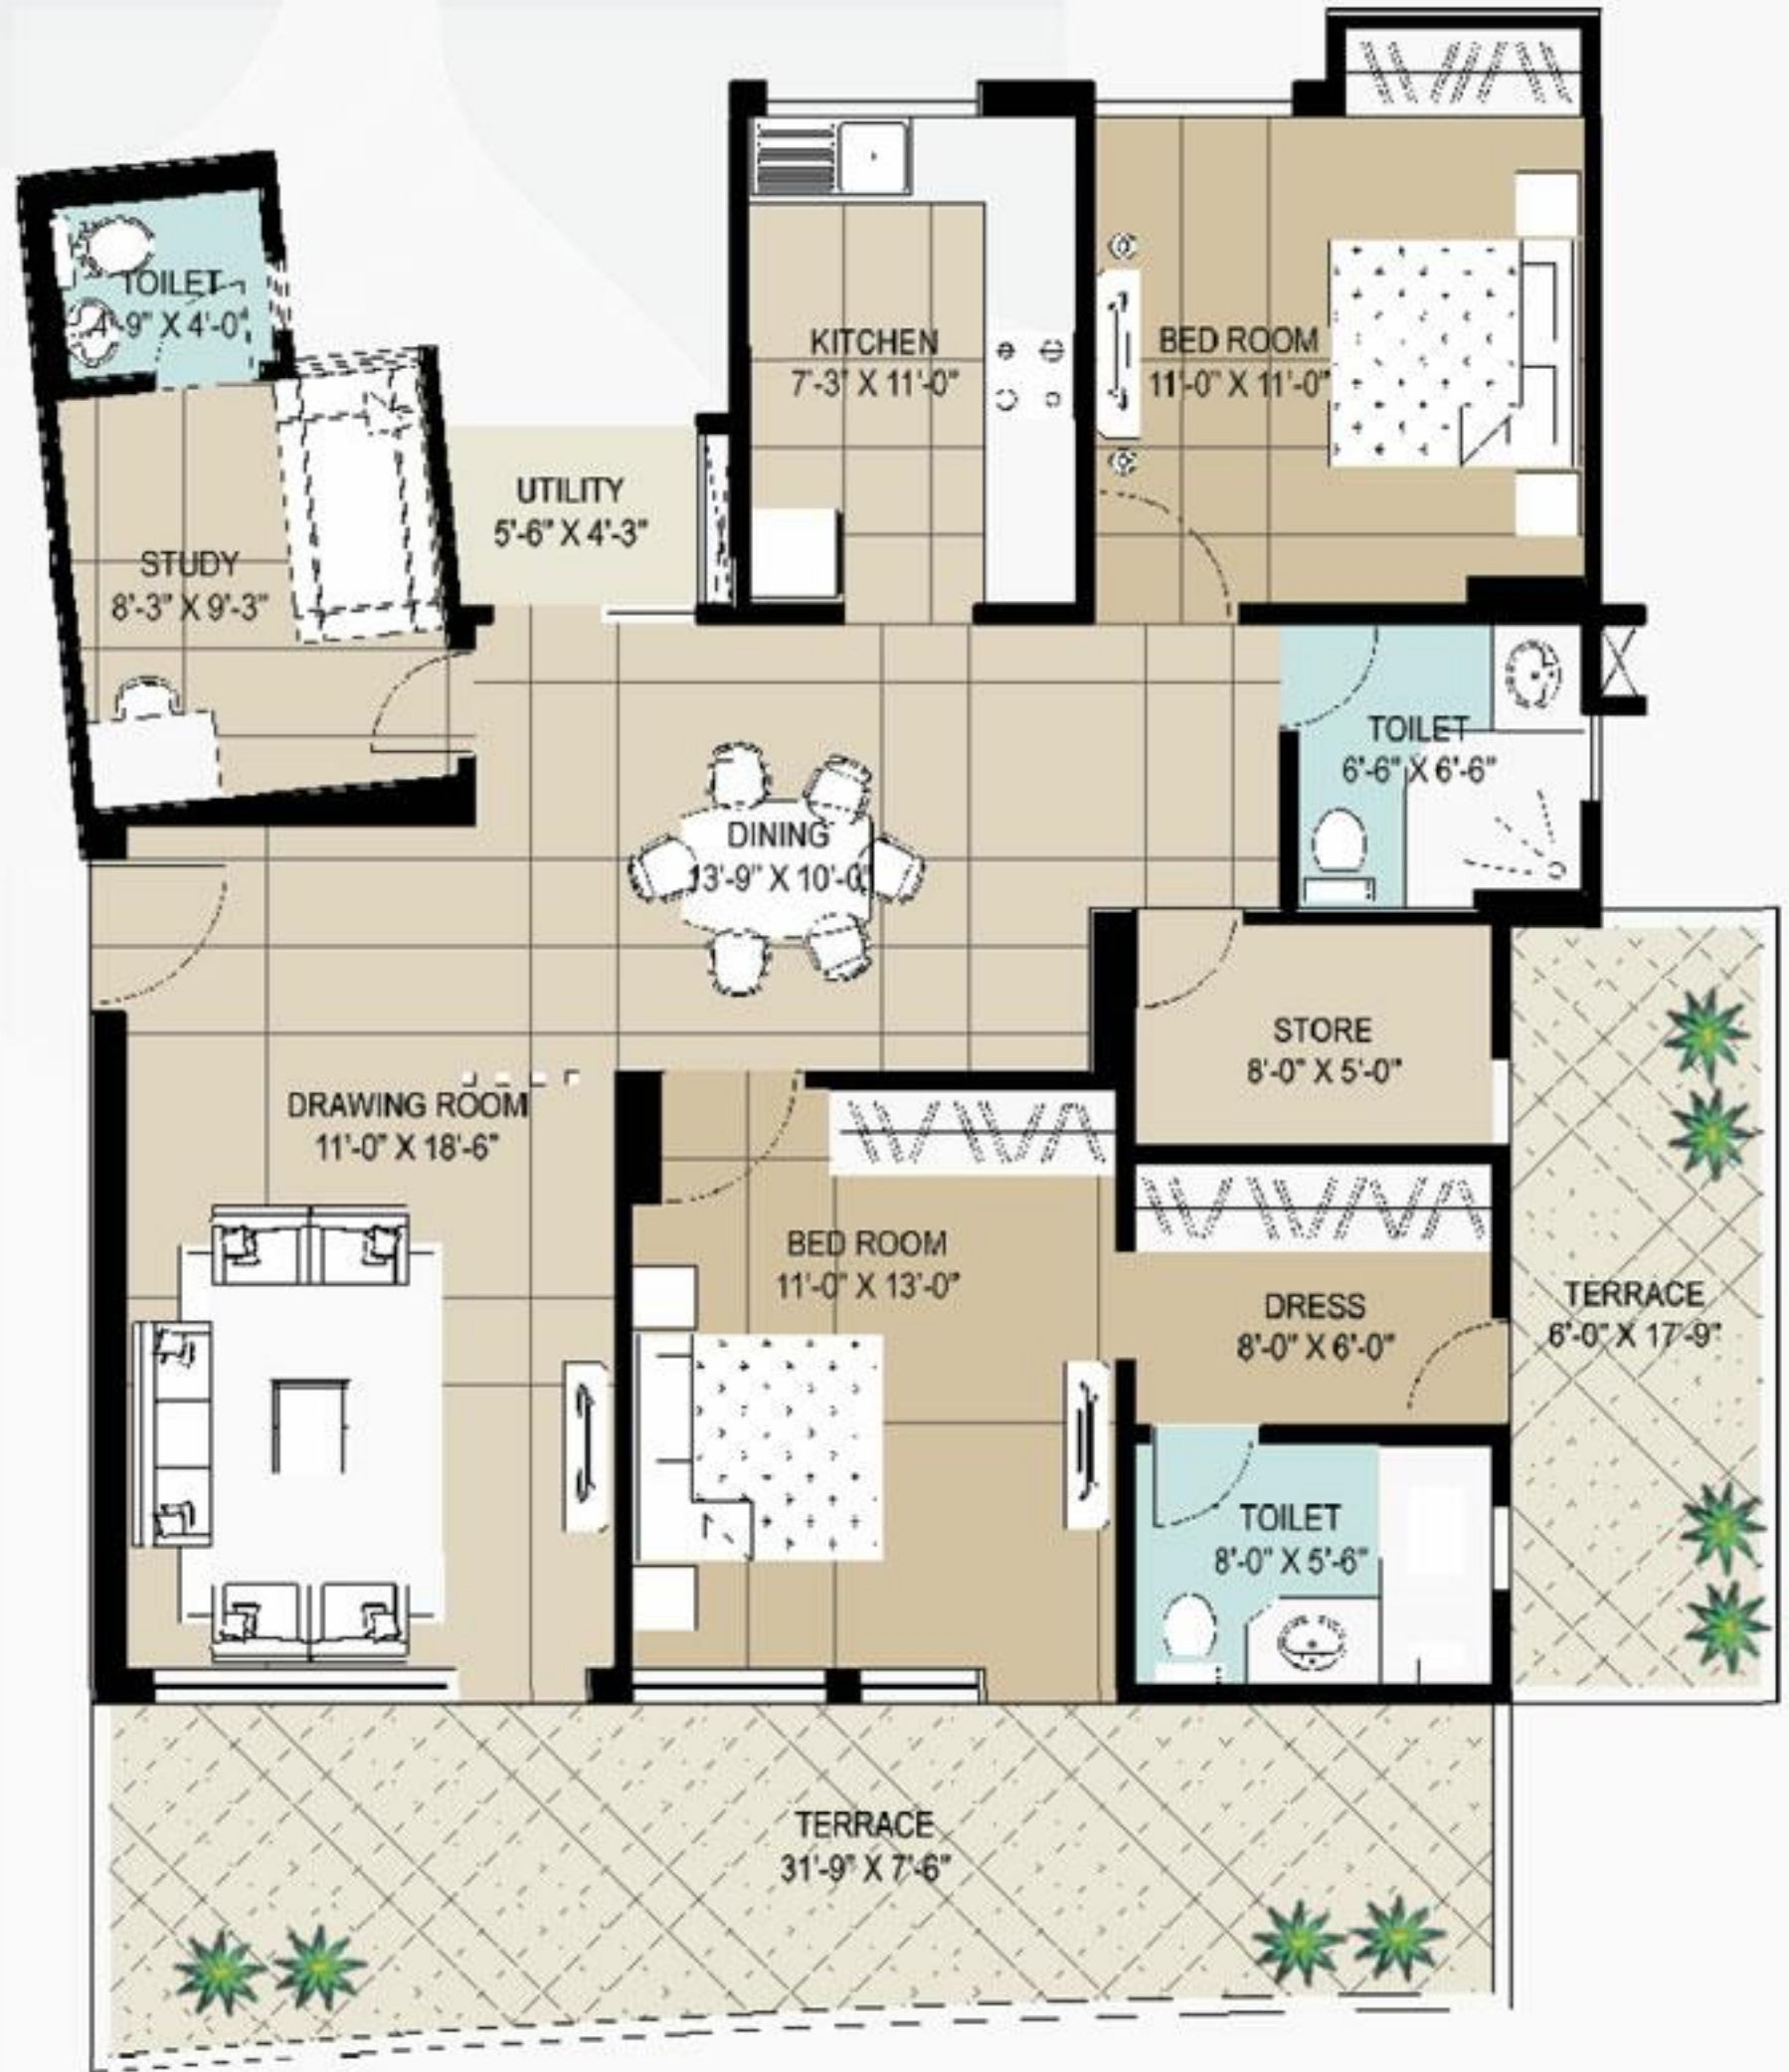 TOILET
4'-9" X 4'-0"
KITCHEN
7'-3" X 11'-0"
BED ROOM
11'-0" X 11'-0"
UTILITY
5'-6" X 4'-3"
STUDY
8'-3" X 9'-3"
TOILET
6'-6" X 6'-6"
DINING
13'-9" X 10'-0"
STORE
8'-0" X 5'-0"
DRAWING ROOM
11'-0" X 18'-6"
BED ROOM
11'-0" X 13'-0"
DRESS
8'-0" X 6'-0"
TERRACE
6'-0" X 17'-9"
TOILET
8'-0" X 5'-6"
TERRACE
31'-9" X 7'-6"